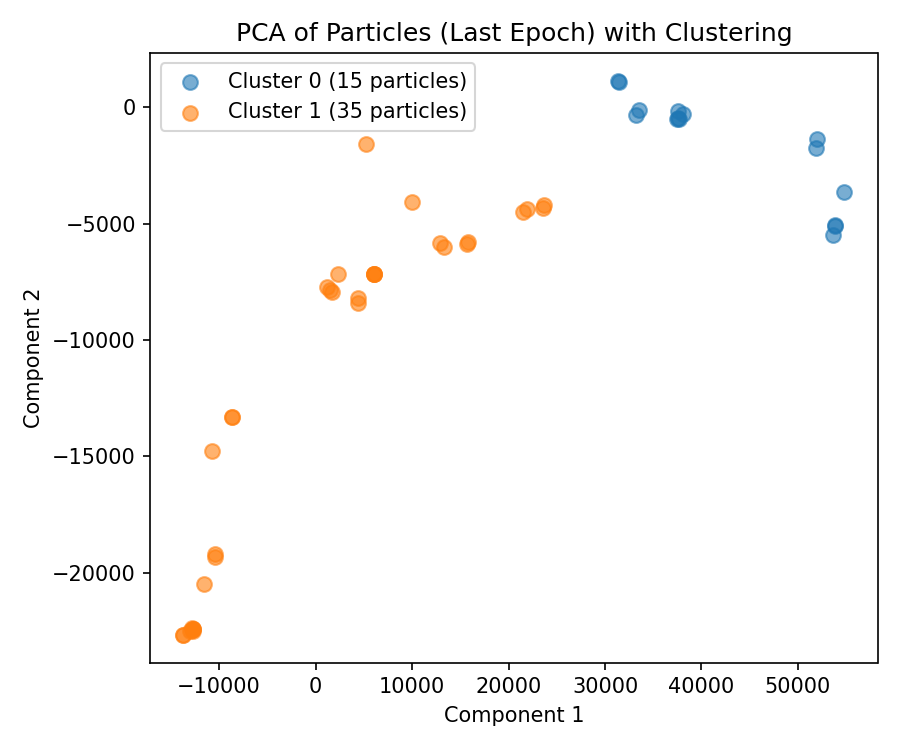 PCA of Particles (Last Epoch) with Clustering
Cluster 0 (15 particles)
Cluster 1 (35 particles)
0
−5000
−10000
−15000
−20000
Component 2
−10000
0
10000
20000
30000
40000
50000
Component 1